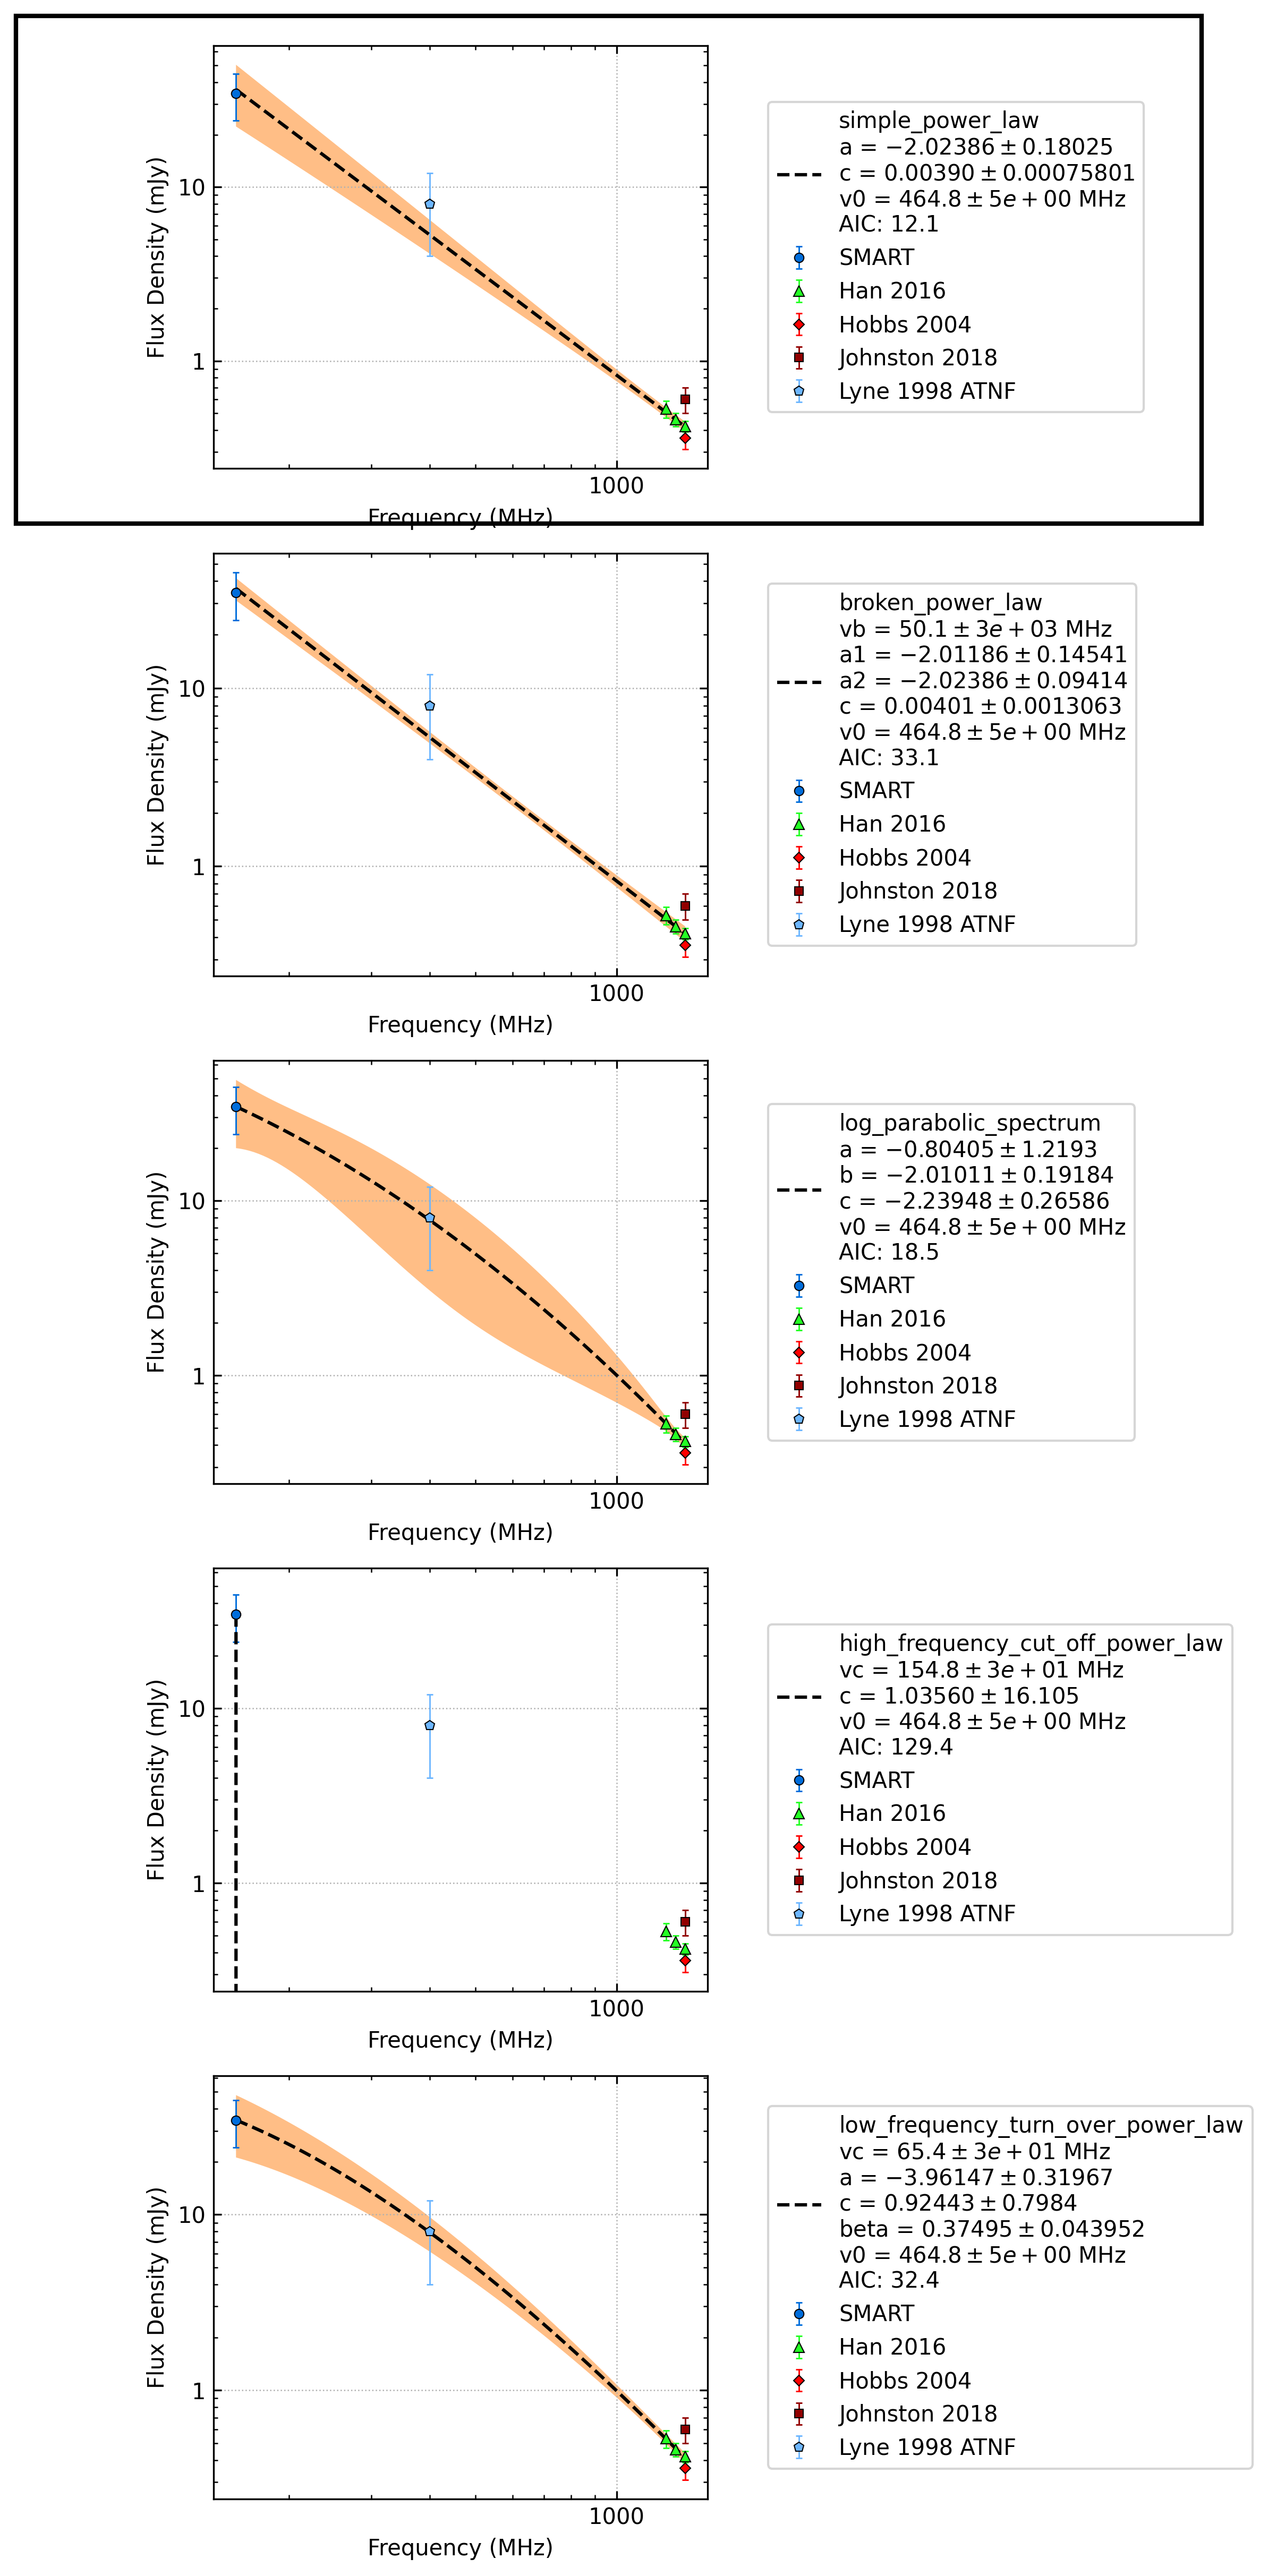 10
1
Flux Density (mJy)
1000
Frequency (MHz)
simple_power_law
a = −2.02386 ± 0.18025
c = 0.00390 ± 0.00075801
v0 = 464.8 ± 5e + 00 MHz
AIC: 12.1
SMART
Han 2016
Hobbs 2004
Johnston 2018
Lyne 1998 ATNF
10
1
Flux Density (mJy)
1000
Frequency (MHz)
broken_power_law
vb = 50.1 ± 3e + 03 MHz
a1 = −2.01186 ± 0.14541
a2 = −2.02386 ± 0.09414
c = 0.00401 ± 0.0013063
v0 = 464.8 ± 5e + 00 MHz
AIC: 33.1
SMART
Han 2016
Hobbs 2004
Johnston 2018
Lyne 1998 ATNF
10
1
Flux Density (mJy)
1000
Frequency (MHz)
log_parabolic_spectrum
a = −0.80405 ± 1.2193
b = −2.01011 ± 0.19184
c = −2.23948 ± 0.26586
v0 = 464.8 ± 5e + 00 MHz
AIC: 18.5
SMART
Han 2016
Hobbs 2004
Johnston 2018
Lyne 1998 ATNF
10
1
Flux Density (mJy)
1000
Frequency (MHz)
high_frequency_cut_off_power_law
vc = 154.8 ± 3e + 01 MHz
c = 1.03560 ± 16.105
v0 = 464.8 ± 5e + 00 MHz
AIC: 129.4
SMART
Han 2016
Hobbs 2004
Johnston 2018
Lyne 1998 ATNF
10
1
Flux Density (mJy)
1000
Frequency (MHz)
low_frequency_turn_over_power_law
vc = 65.4 ± 3e + 01 MHz
a = −3.96147 ± 0.31967
c = 0.92443 ± 0.7984
beta = 0.37495 ± 0.043952
v0 = 464.8 ± 5e + 00 MHz
AIC: 32.4
SMART
Han 2016
Hobbs 2004
Johnston 2018
Lyne 1998 ATNF